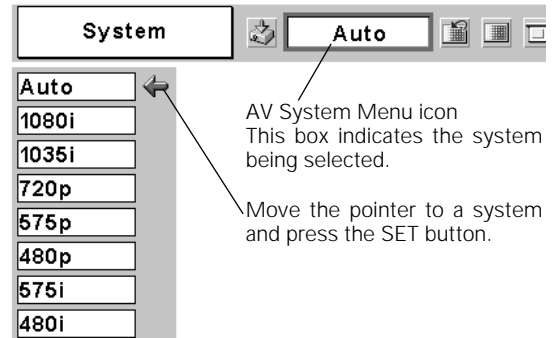 System
Auto
Auto
1080i
1035i
720p
575p
480p
575i
480i
AV System Menu icon
This box indicates the system
being selected.
Move the pointer to a system
and press the SET button.